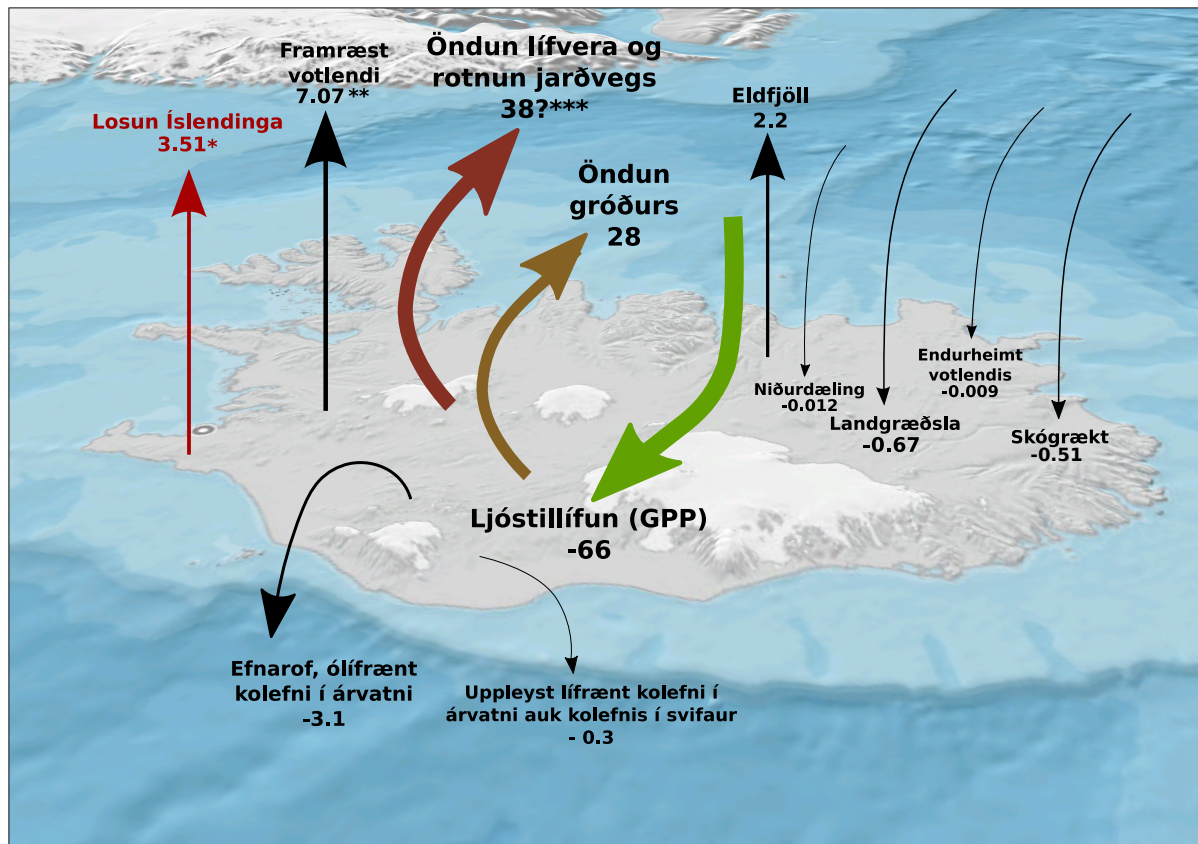 Framræst
votlendi
7.07**
Öndun lífvera og
rotnun jarðvegs
38?***
Eldfjöll
2.2
Losun Íslendinga
3.51*
Öndun
gróðurs
28
Niðurdæling
-0.012
Landgræðsla
-0.67
Endurheimt
votlendis
-0.009
Skógrækt
-0.51
Ljóstillífun (GPP)
-66
Efnarof, ólífrænt
kolefni í árvatni
-3.1
Uppleyst lífrænt kolefni í
árvatni auk kolefnis í svifaur
- 0.3